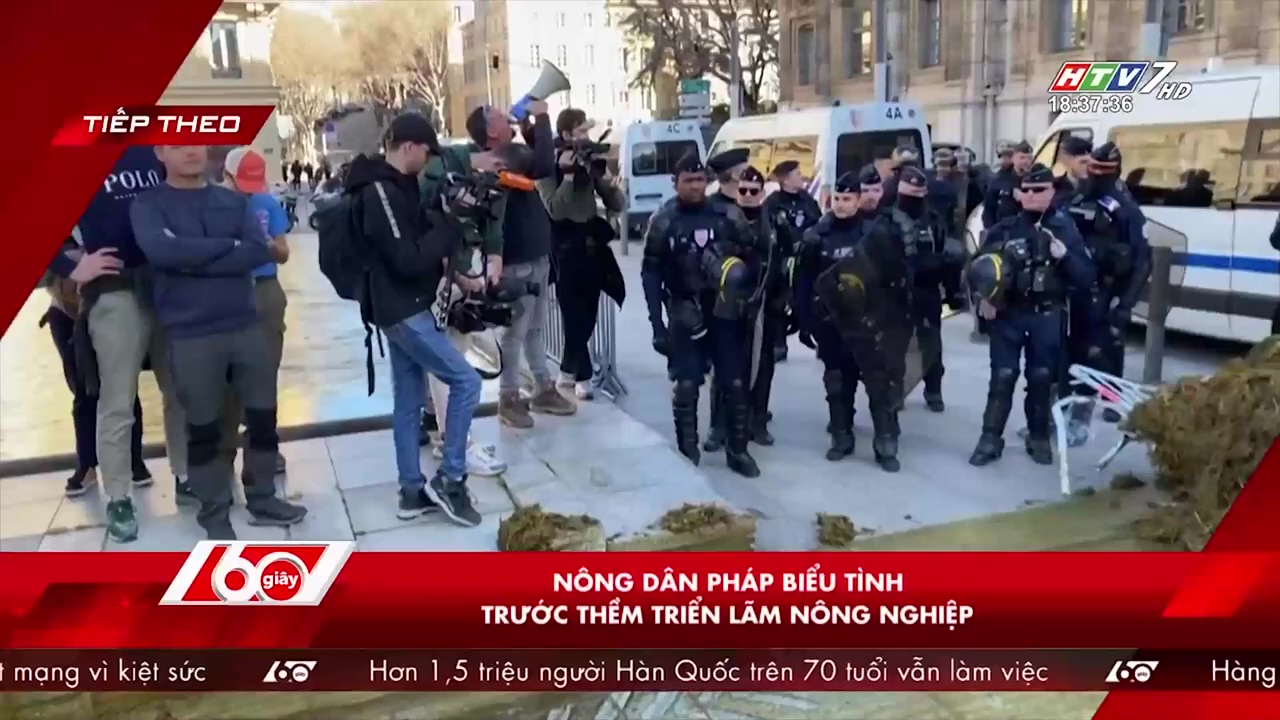 HTV7 HD
18:37:36
TIẾP THEO
POLO
4C
4A
60 giây
NÔNG DÂN PHÁP BIỂU TÌNH
TRƯỚC THỀM TRIỂN LÃM NÔNG NGHIỆP
t mạng vì kiệt sức 60 giây Hơn 1,5 triệu người Hàn Quốc trên 70 tuổi vẫn làm việc 60 giây Hàng